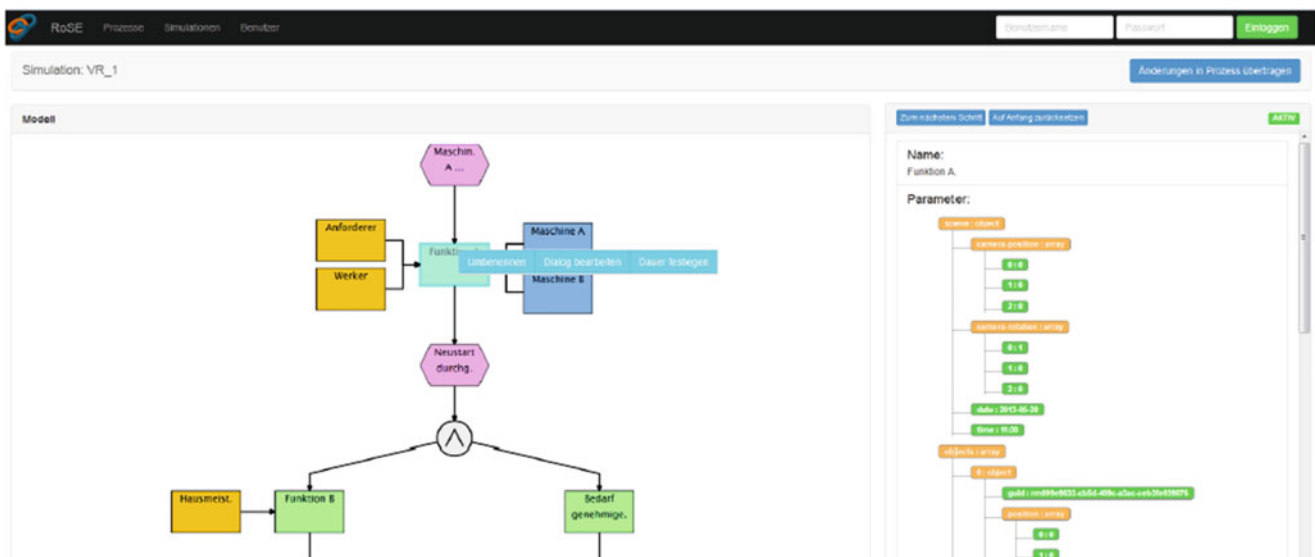 RoSE Prozesse Simulationen Benutzer Benutzername Passwort Einloggen
Simulation: VR_1 Änderungen in Prozess übertragen
Modell
Maschin.
A ...
Anforderer
Werker
Maschine A
Maschine B
Umbenennen Dialog bearbeiten Dauer festlegen
Neustart
durchg.
Hausmeist.
Funktion B
Bedarf
genehmige.
Zum nächsten Schritt Auf Anfang zurücksetzen AKTIV
Name:
Funktion A.
Parameter:
scene : object
camera-position : array
0 : 0
1 : 0
2 : 0
camera-rotation : array
0 : 1
1 : 0
2 : 0
date : 2013-05-20
time : 11:30
objects : array
0 : object
position : array
0 : 0
1 : 0